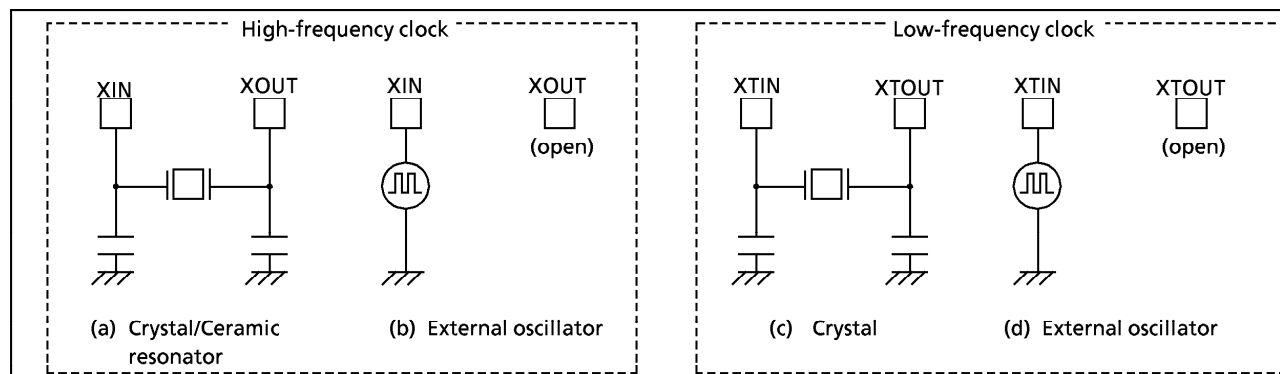 High-frequency clock
Low-frequency clock
XIN
XOUT
XIN
XOUT
XTIN
XTOUT
XTIN
XTOUT
(open)
(open)
(a) Crystal/Ceramic
resonator
(b) External oscillator
(c) Crystal
(d) External oscillator